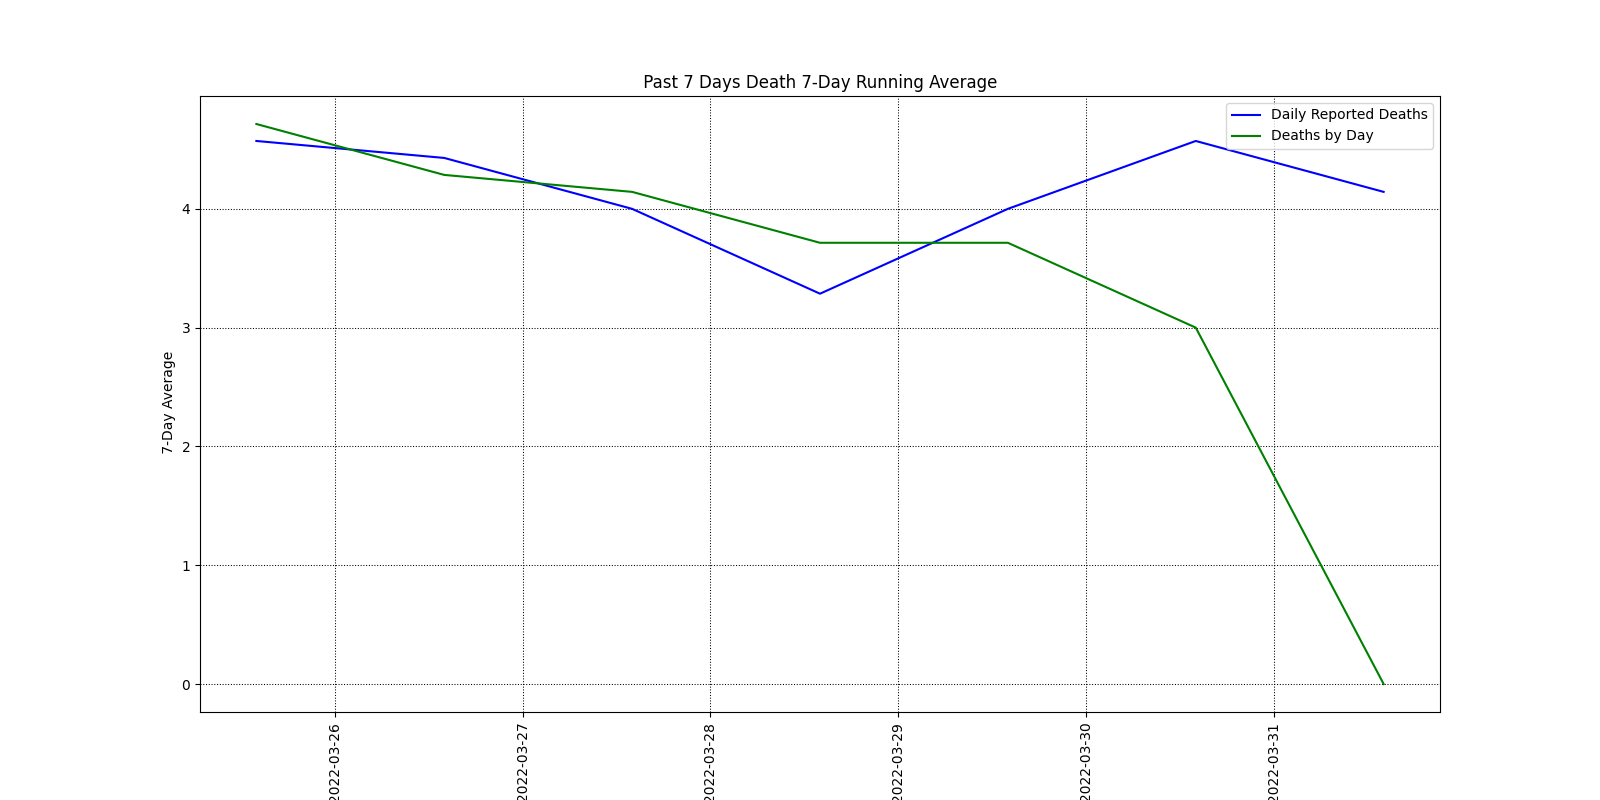 Past 7 Days Death 7-Day Running Average
Daily Reported Deaths
Deaths by Day
7-Day Average
4
3
2
1
0
2022-03-26
2022-03-27
2022-03-28
2022-03-29
2022-03-30
2022-03-31